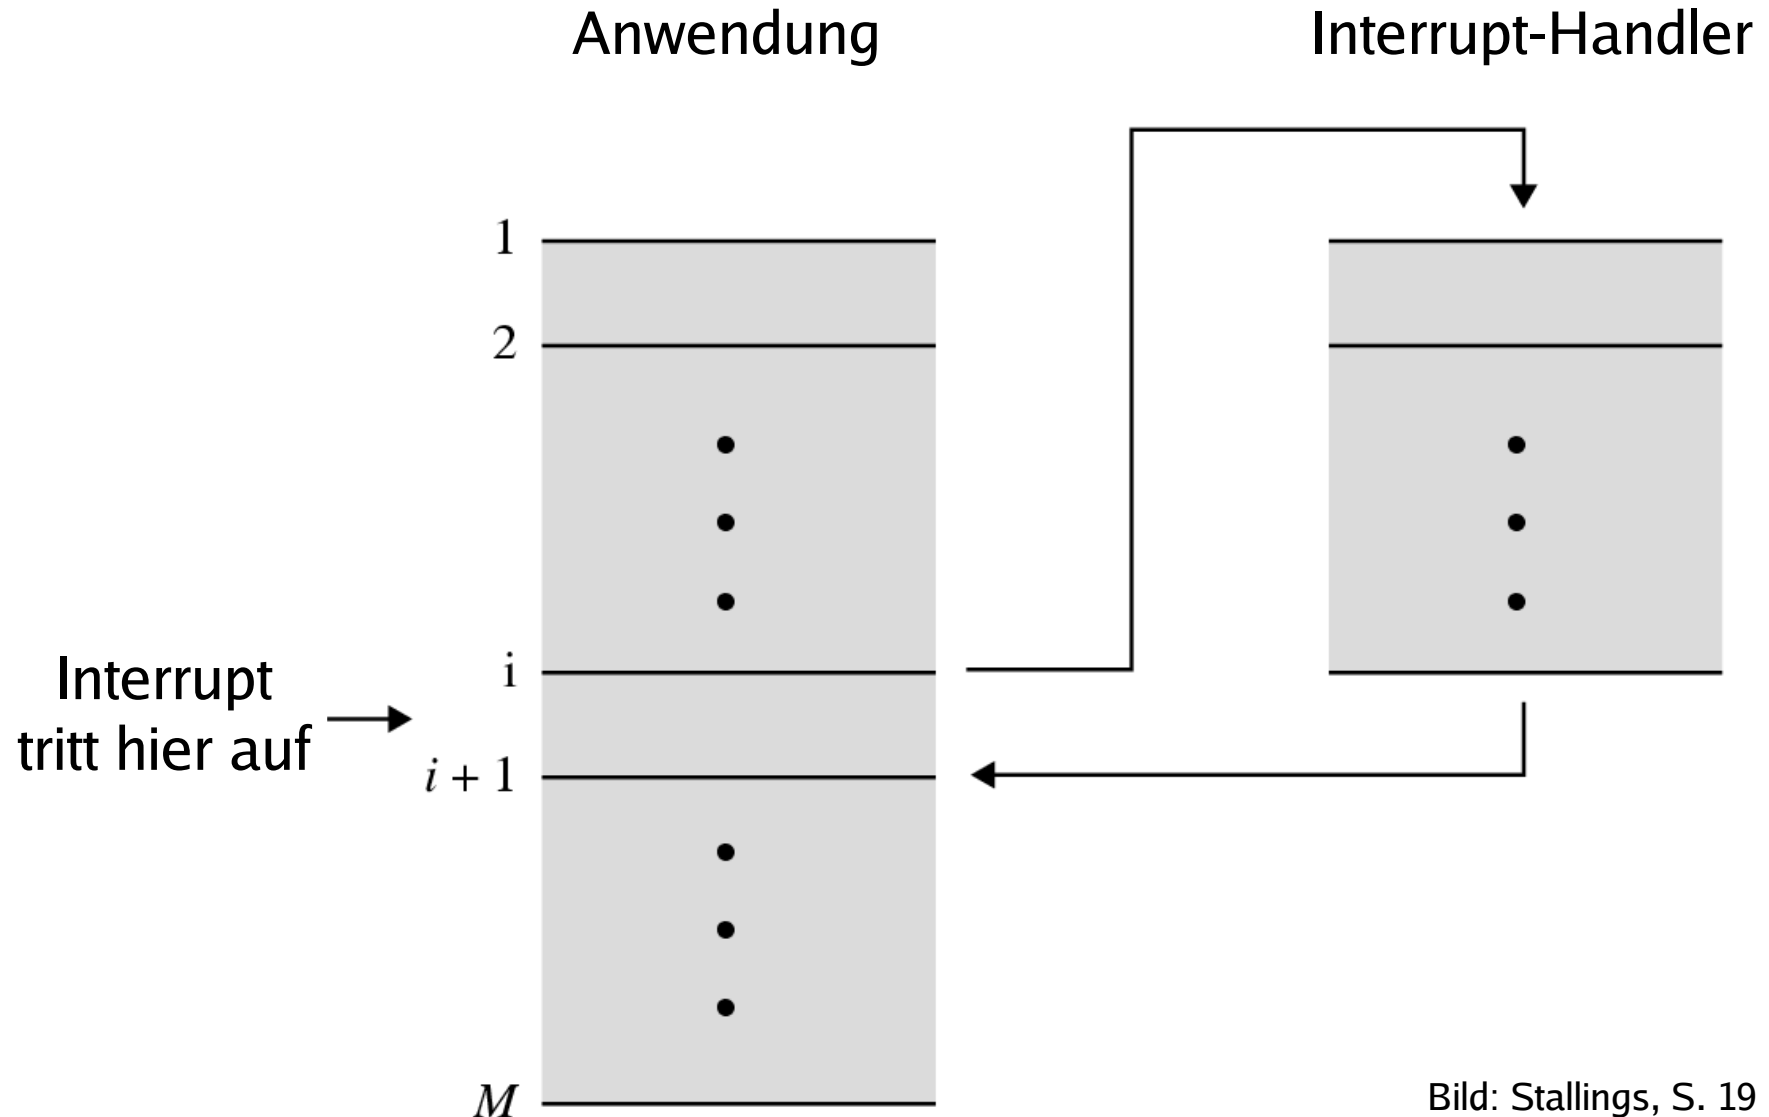 Anwendung
Interrupt-Handler
1
2
i
Interrupt
tritt hier auf
i + 1
M
Bild: Stallings, S. 19